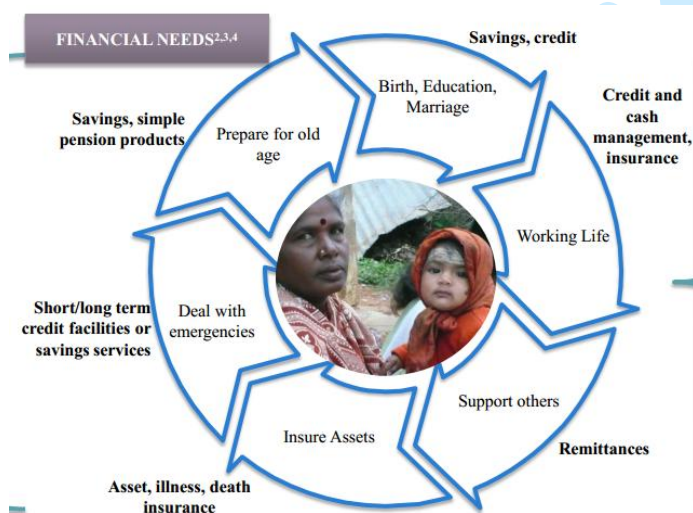 FINANCIAL NEEDS2,3,4
Savings, credit
Birth, Education,
Marriage
Credit and
cash
management,
insurance
Working Life
Support others
Remittances
Insure Assets
Asset, illness, death
insurance
Deal with
emergencies
Short/long term
credit facilities or
savings services
Prepare for old
age
Savings, simple
pension products